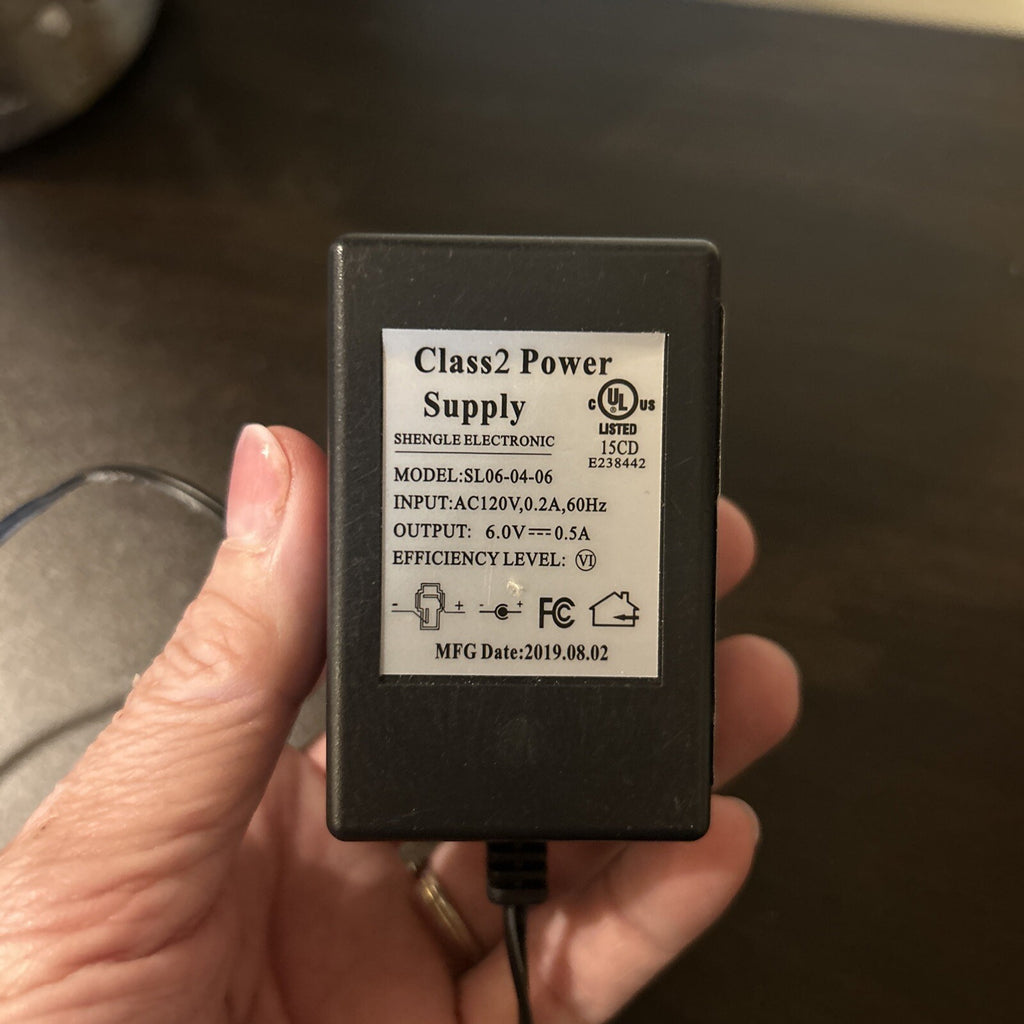 Class2 Power
Supply
C UL US
®
LISTED
SHENGLE ELECTRONIC
15CD
E238442
MODEL:SL06-04-06
INPUT:AC120V,0.2A,60Hz
OUTPUT: 6.0V⎓0.5A
EFFICIENCY LEVEL: Ⓥ︎I
- + - + FC
MFG Date:2019.08.02